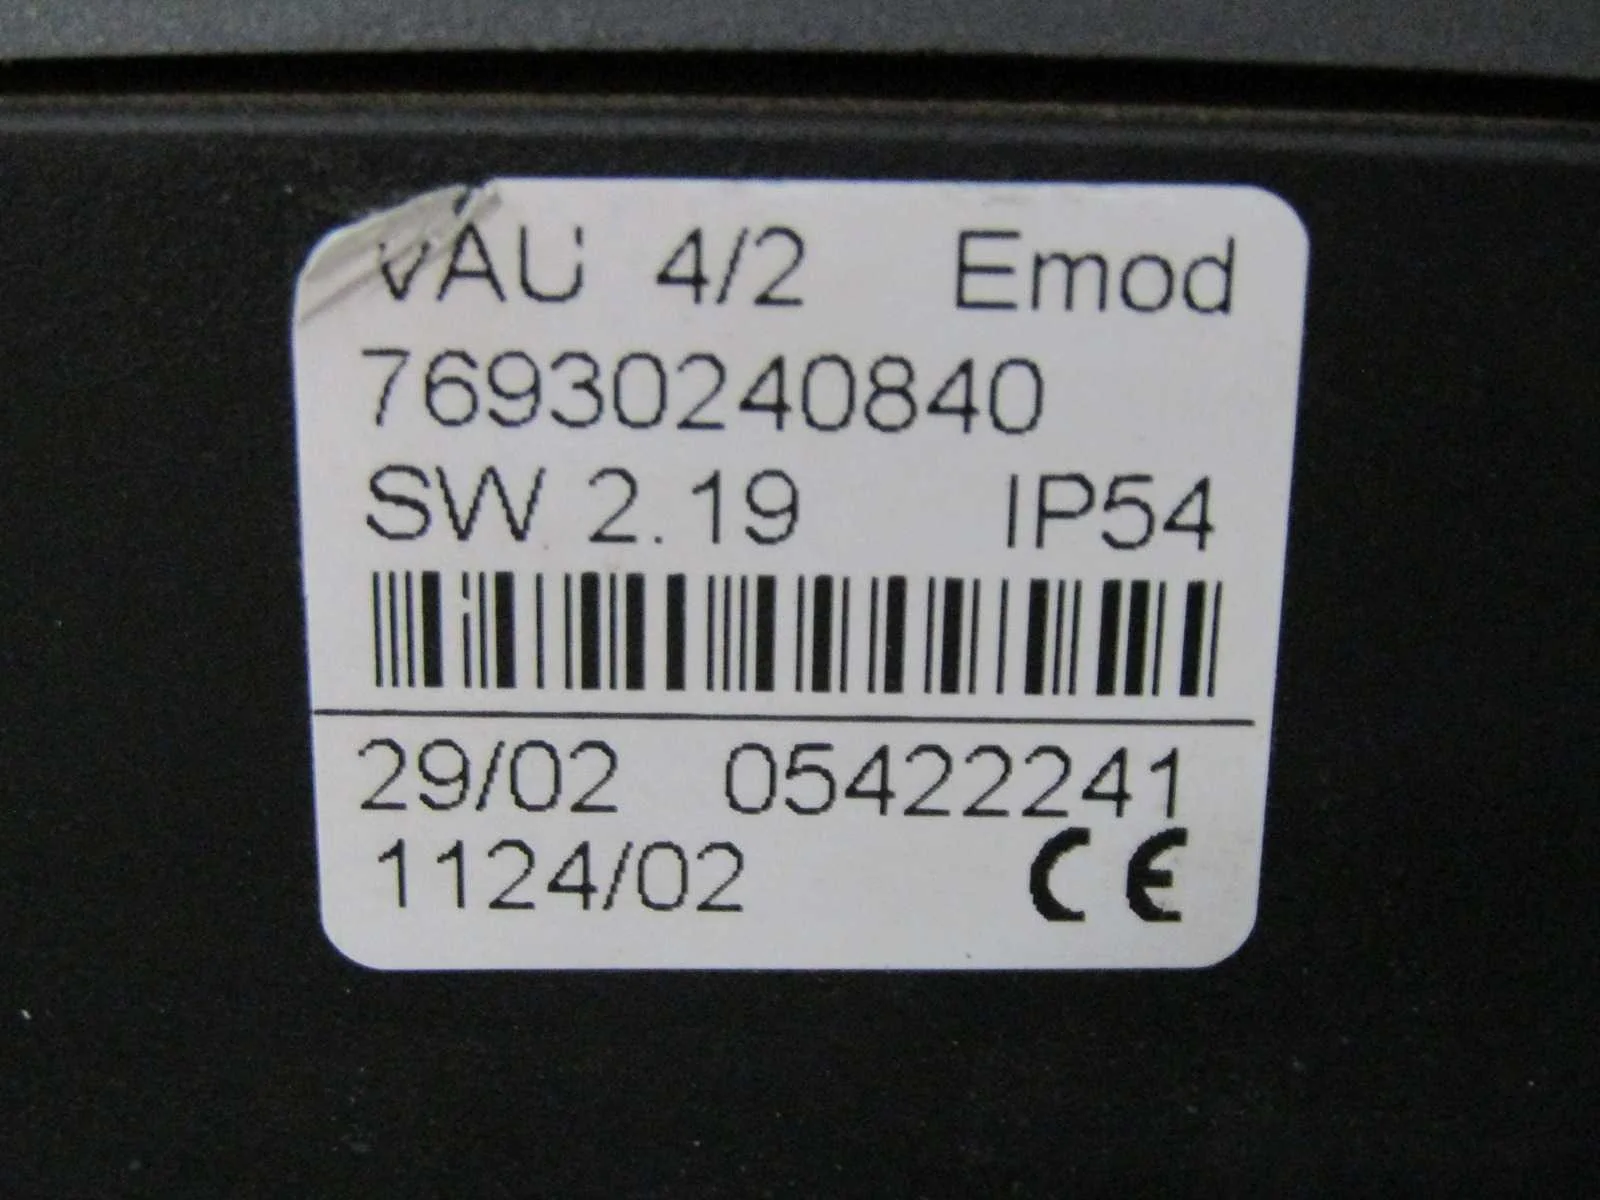 VAU 4/2 Emod
76930240840
SW 2.19 IP54
29/02 05422241
1124/02 CE